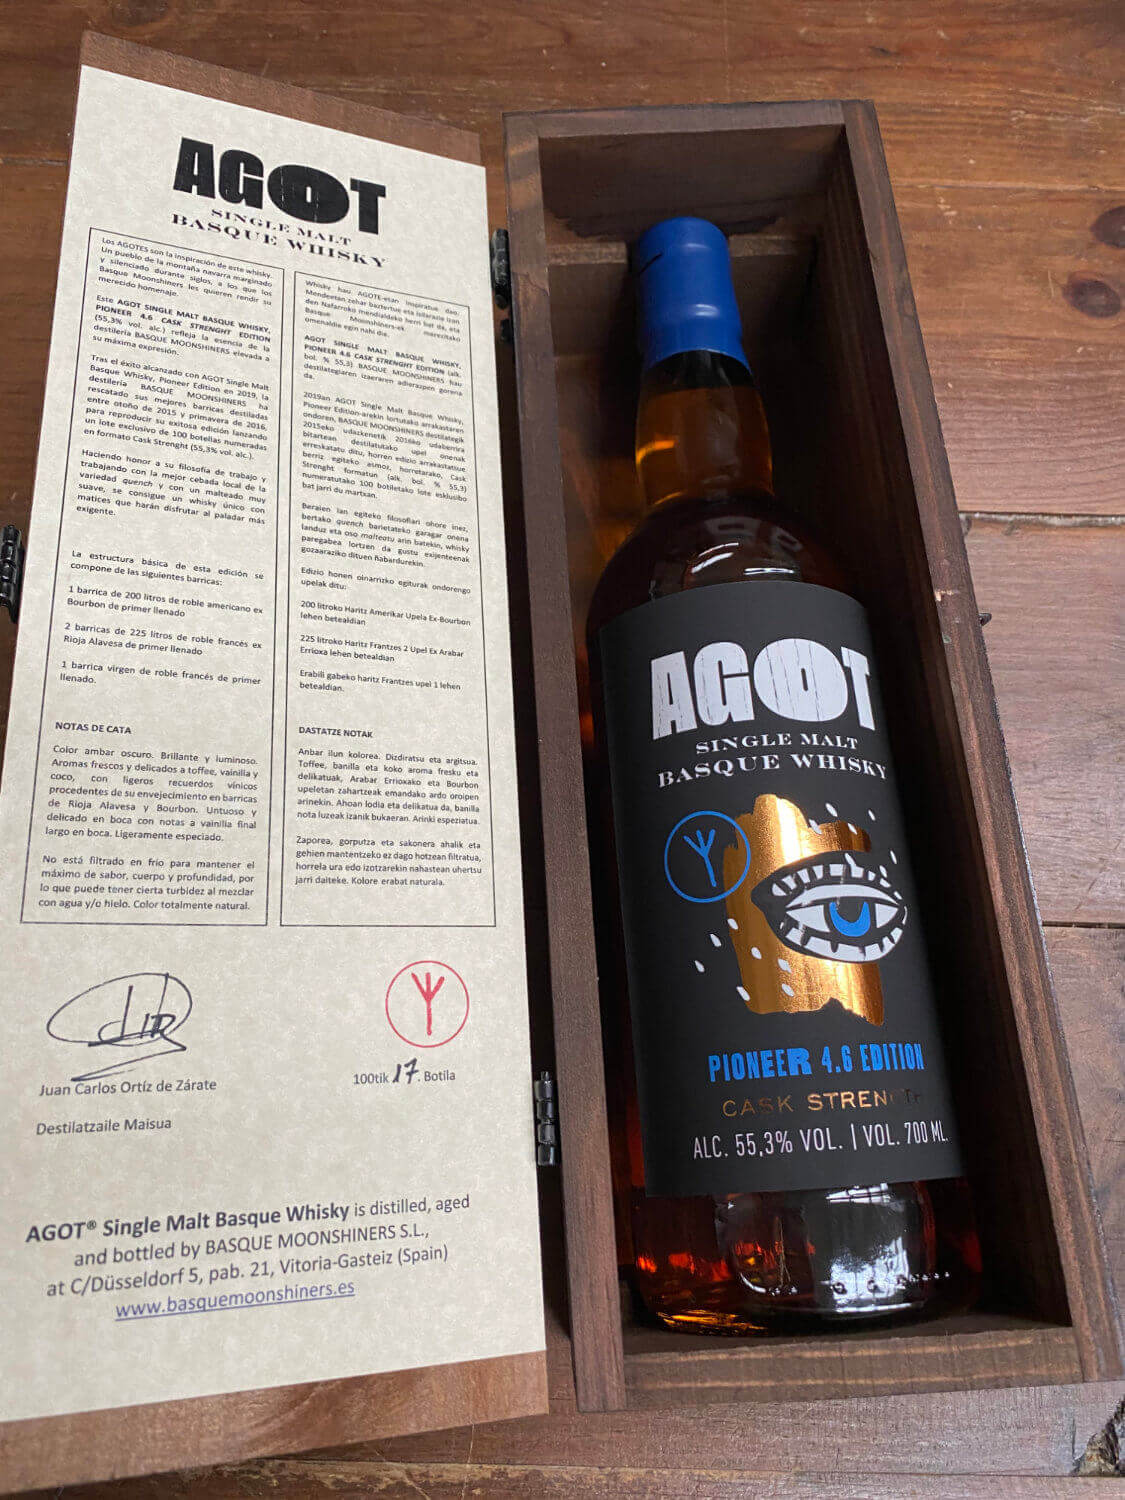 AGOT
SINGLE MALT
BASQUE WHISKY
Los AGOTES son la inspiración de este whisky.
Un pueblo de la montaña navarra marginado
y silenciado durante siglos, a los que los
Basque Moonshiners les quieren rendir su
merecido homenaje.
Este AGOT SINGLE MALT BASQUE WHISKY,
PIONEER 4.6 CASK STRENGHT EDITION
(55,3% vol. alc.) refleja la esencia de la
destilería BASQUE MOONSHINERS elevada a
su máxima expresión.
Tras el éxito alcanzado con AGOT Single Malt
Basque Whisky, Pioneer Edition en 2019, la
destilería BASQUE MOONSHINERS ha
rescatado sus mejores barricas destiladas
entre otoño de 2015 y primavera de 2016,
para reproducir su exitosa edición lanzando
un lote exclusivo de 100 botellas numeradas
en formato Cask Strenght (55,3% vol. alc.).
Haciendo honor a su filosofía de trabajo y
trabajando con la mejor cebada local de la
variedad quench y con un malteado muy
suave, se consigue un whisky único con
matices que harán disfrutar al paladar más
exigente.
La estructura básica de esta edición se
compone de las siguientes barricas:
1 barrica de 200 litros de roble americano ex
Bourbon de primer llenado
2 barricas de 225 litros de roble francés ex
Rioja Alavesa de primer llenado
1 barrica virgen de roble francés de primer
llenado.
NOTAS DE CATA
Color ambar oscuro. Brillante y luminoso.
Aromas frescos y delicados a toffee, vainilla y
coco, con ligeros recuerdos vínicos
procedentes de su envejecimiento en barricas
de Rioja Alavesa y Bourbon. Untuoso y
delicado en boca con notas a vainilla final
largo en boca. Ligeramente especiado.
No está filtrado en frío para mantener el
máximo de sabor, cuerpo y profundidad, por
lo que puede tener cierta turbidez al mezclar
con agua y/o hielo. Color totalmente natural.
Whisky hau AGOTE-etan inspiratua dao.
Mendeetan zehar baztertue eta isilarazie izan
den Nafarroko mendialdeko herri bat da, eta
Basque Moonshiners-ek merezitako
omenaldia egin nahi die.
AGOT SINGLE MALT BASQUE WHISKY,
PIONEER 4.6 CASK STRENGHT EDITION (alk.
bol. % 55,3) BASQUE MOONSHINERS hau
destilategiaren izaeraren adierazpen gorena
da.
2019an AGOT Single Malt Basque Whisky,
Pioneer Edition-arekin lortutako arrakastaren
ondoren, BASQUE MOONSHINERS destilategik
2015eko udazkenetik 2016ko udaberrira
bitartean destilatutako upel onenak
erreskatatu ditu, horren edizio arrakastatsue
berriz egiteko asmoz, horretarako, Cask
Strenght formatun (alk. bol. % 55,3)
numeratutako 100 botiletako lote esklusibo
bat jarri du martxan.
Beraien lan egiteko filosofiari ohore inez,
bertako quench barietateko garagar onena
landuz eta oso malteatu arin batekin, whisky
paregabea lortzen da gustu exijenteenak
gozaaraziko dituen ñabardurekin.
Edizio honen oinarrizko egiturak ondorengo
upelak ditu:
200 litroko Haritz Amerikar Upela Ex-Bourbon
lehen betealdian
225 litroko Haritz Frantzes 2 Upel Ex Arabar
Errioxa lehen betealdian
Erabili gabeko haritz Frantzes upel 1 lehen
betealdian.
DASTATZE NOTAK
Anbar ilun kolorea. Dizdiratsu eta argitsua.
Toffee, banilla eta koko aroma fresku eta
delikatuak, Arabar Errioxako eta Bourbon
upeletan zahartzeak emandako ardo oroipen
arinekin. Ahoan lodia eta delikatua da, banilla
nota luzeak izanik bukaeran. Arinki espeziatua.
Zaporea, gorputza eta sakonera ahalik eta
gehien mantentzeko ez dago hotzean filtratua,
horrela ura edo izotzarekin nahastean uhertsu
jarri daiteke. Kolore erabat naturala.
Juan Carlos Ortíz de Zárate
Destilatzaile Maisua
100tik 17. Botila
AGOT® Single Malt Basque Whisky is distilled, aged
and bottled by BASQUE MOONSHINERS S.L.,
at C/Düsseldorf 5, pab. 21, Vitoria-Gasteiz (Spain)
www.basquemoonshiners.es
AGOT
SINGLE MALT
BASQUE WHISKY
PIONEER 4.6 EDITION
CASK STRENGTH
ALC. 55,3% VOL. | VOL. 700 ML.